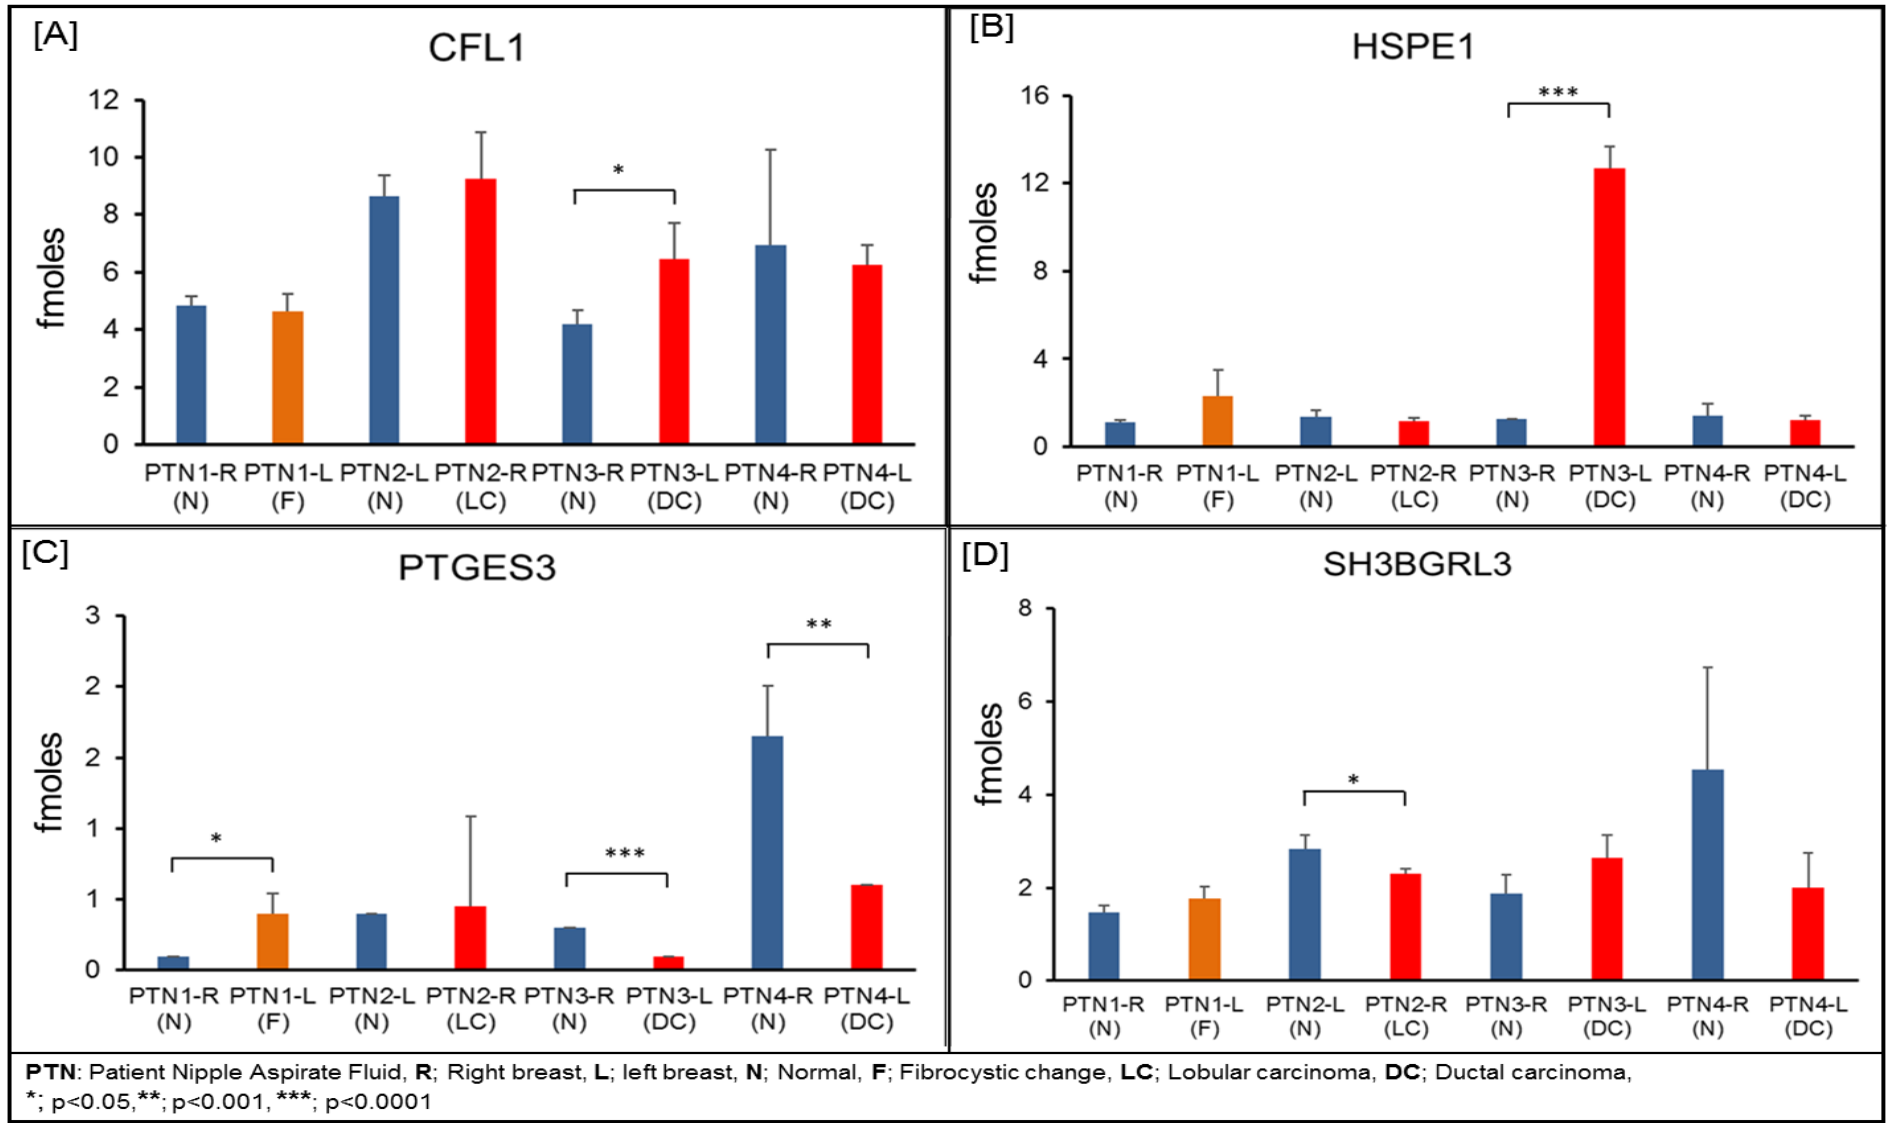 [A]
CFL1
12
10
8
6
4
2
0
fmoles
*
PTN1-R PTN1-L PTN2-L PTN2-R PTN3-R PTN3-L PTN4-R PTN4-L
(N) (F) (N) (LC) (N) (DC) (N) (DC)
[B]
HSPE1
16
12
8
4
0
fmoles
***
PTN1-R PTN1-L PTN2-L PTN2-R PTN3-R PTN3-L PTN4-R PTN4-L
(N) (F) (N) (LC) (N) (DC) (N) (DC)
[C]
PTGES3
3
2
2
1
1
0
fmoles
*
***
**
PTN1-R PTN1-L PTN2-L PTN2-R PTN3-R PTN3-L PTN4-R PTN4-L
(N) (F) (N) (LC) (N) (DC) (N) (DC)
[D]
SH3BGRL3
8
6
4
2
0
fmoles
*
PTN1-R PTN1-L PTN2-L PTN2-R PTN3-R PTN3-L PTN4-R PTN4-L
(N) (F) (N) (LC) (N) (DC) (N) (DC)
PTN: Patient Nipple Aspirate Fluid, R; Right breast, L; left breast, N; Normal, F; Fibrocystic change, LC; Lobular carcinoma, DC; Ductal carcinoma,
*; p<0.05,**; p<0.001, ***; p<0.0001